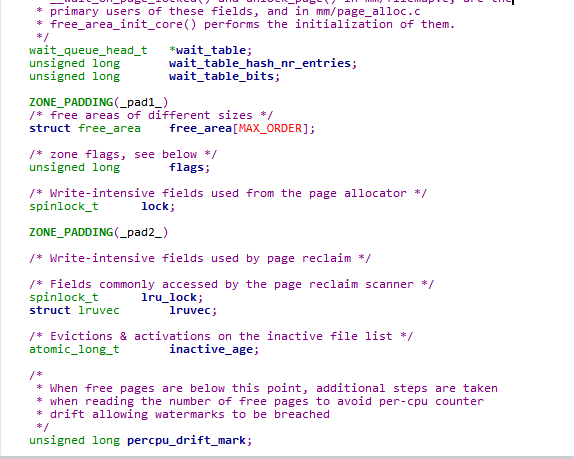 * primary users of these fields, and in mm/page_alloc.c
* free_area_init_core() performs the initialization of them.
*/
wait_queue_head_t *wait_table;
unsigned long wait_table_hash_nr_entries;
unsigned long wait_table_bits;
ZONE_PADDING(_pad1_)
/* free areas of different sizes */
struct free_area free_area[MAX_ORDER];
/* zone flags, see below */
unsigned long flags;
/* Write-intensive fields used from the page allocator */
spinlock_t lock;
ZONE_PADDING(_pad2_)
/* Write-intensive fields used by page reclaim */
/* Fields commonly accessed by the page reclaim scanner */
spinlock_t lru_lock;
struct lruvec lruvec;
/* Evictions & activations on the inactive file list */
atomic_long_t inactive_age;
/*
* When free pages are below this point, additional steps are taken
* when reading the number of free pages to avoid per-cpu counter
* drift allowing watermarks to be breached
*/
unsigned long percpu_drift_mark;